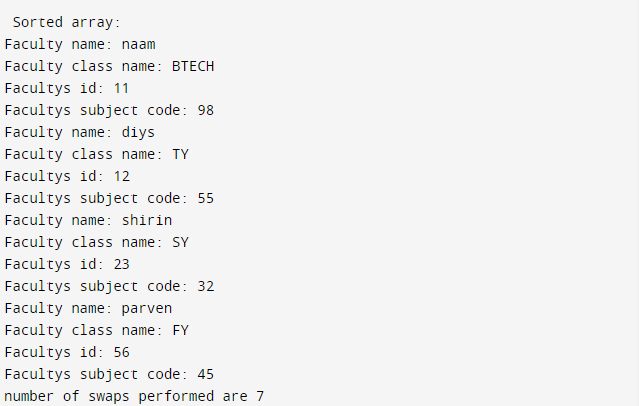 Sorted array:
Faculty name: naam
Faculty class name: BTECH
Facultys id: 11
Facultys subject code: 98
Faculty name: diys
Faculty class name: TY
Facultys id: 12
Facultys subject code: 55
Faculty name: shirin
Faculty class name: SY
Facultys id: 23
Facultys subject code: 32
Faculty name: parven
Faculty class name: FY
Facultys id: 56
Facultys subject code: 45
number of swaps performed are 7